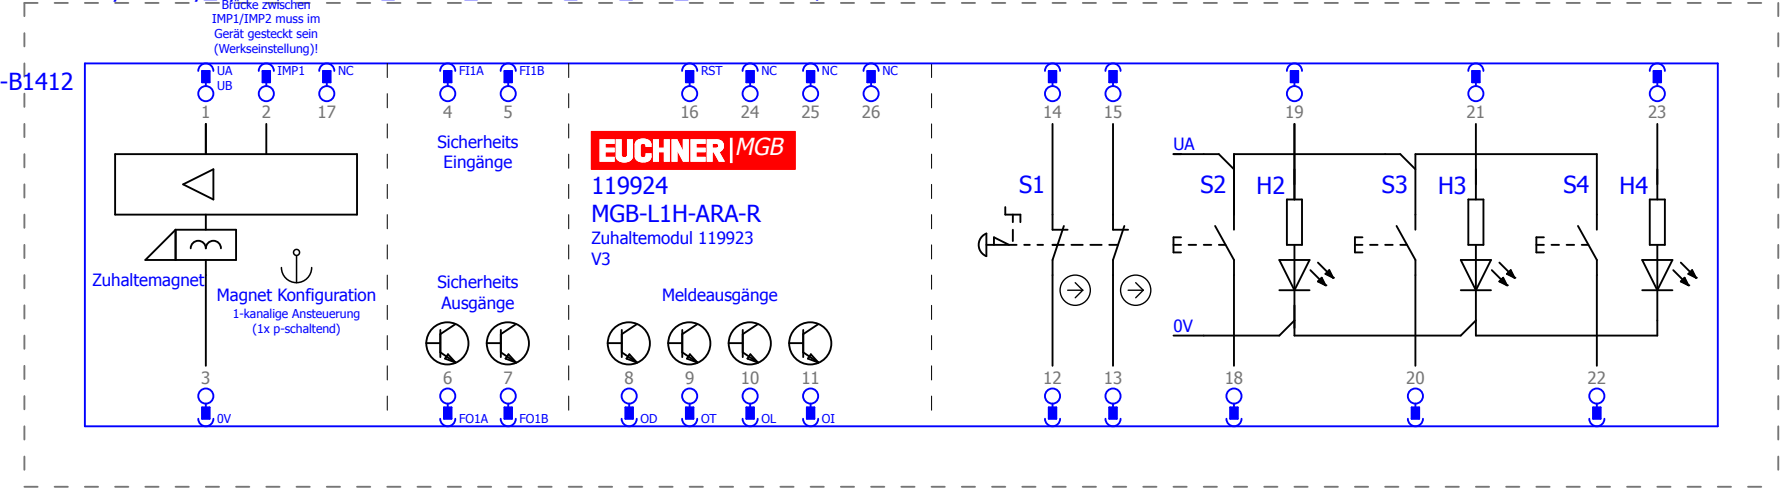 Brücke zwischen
IMP1/IMP2 muss im
Gerät gesteckt sein
(Werkseinstellung)!
-B1412
UA
UB
IMP1
NC
FI1A
FI1B
RST
NC
NC
NC
1
2
17
4
5
16
24
25
26
14
15
19
21
23
Sicherheits
Eingänge
EUCHNER|MGB
119924
MGB-L1H-ARA-R
Zuhaltemodul 119923
V3
UA
S1
S2
H2
S3
H3
S4
H4
Zuhaltemagnet
Magnet Konfiguration
1-kanalige Ansteuerung
(1x p-schaltend)
Sicherheits
Ausgänge
Meldeausgänge
0V
3
6
7
8
9
10
11
12
13
18
20
22
0V
FO1A
FO1B
OD
OT
OL
OI